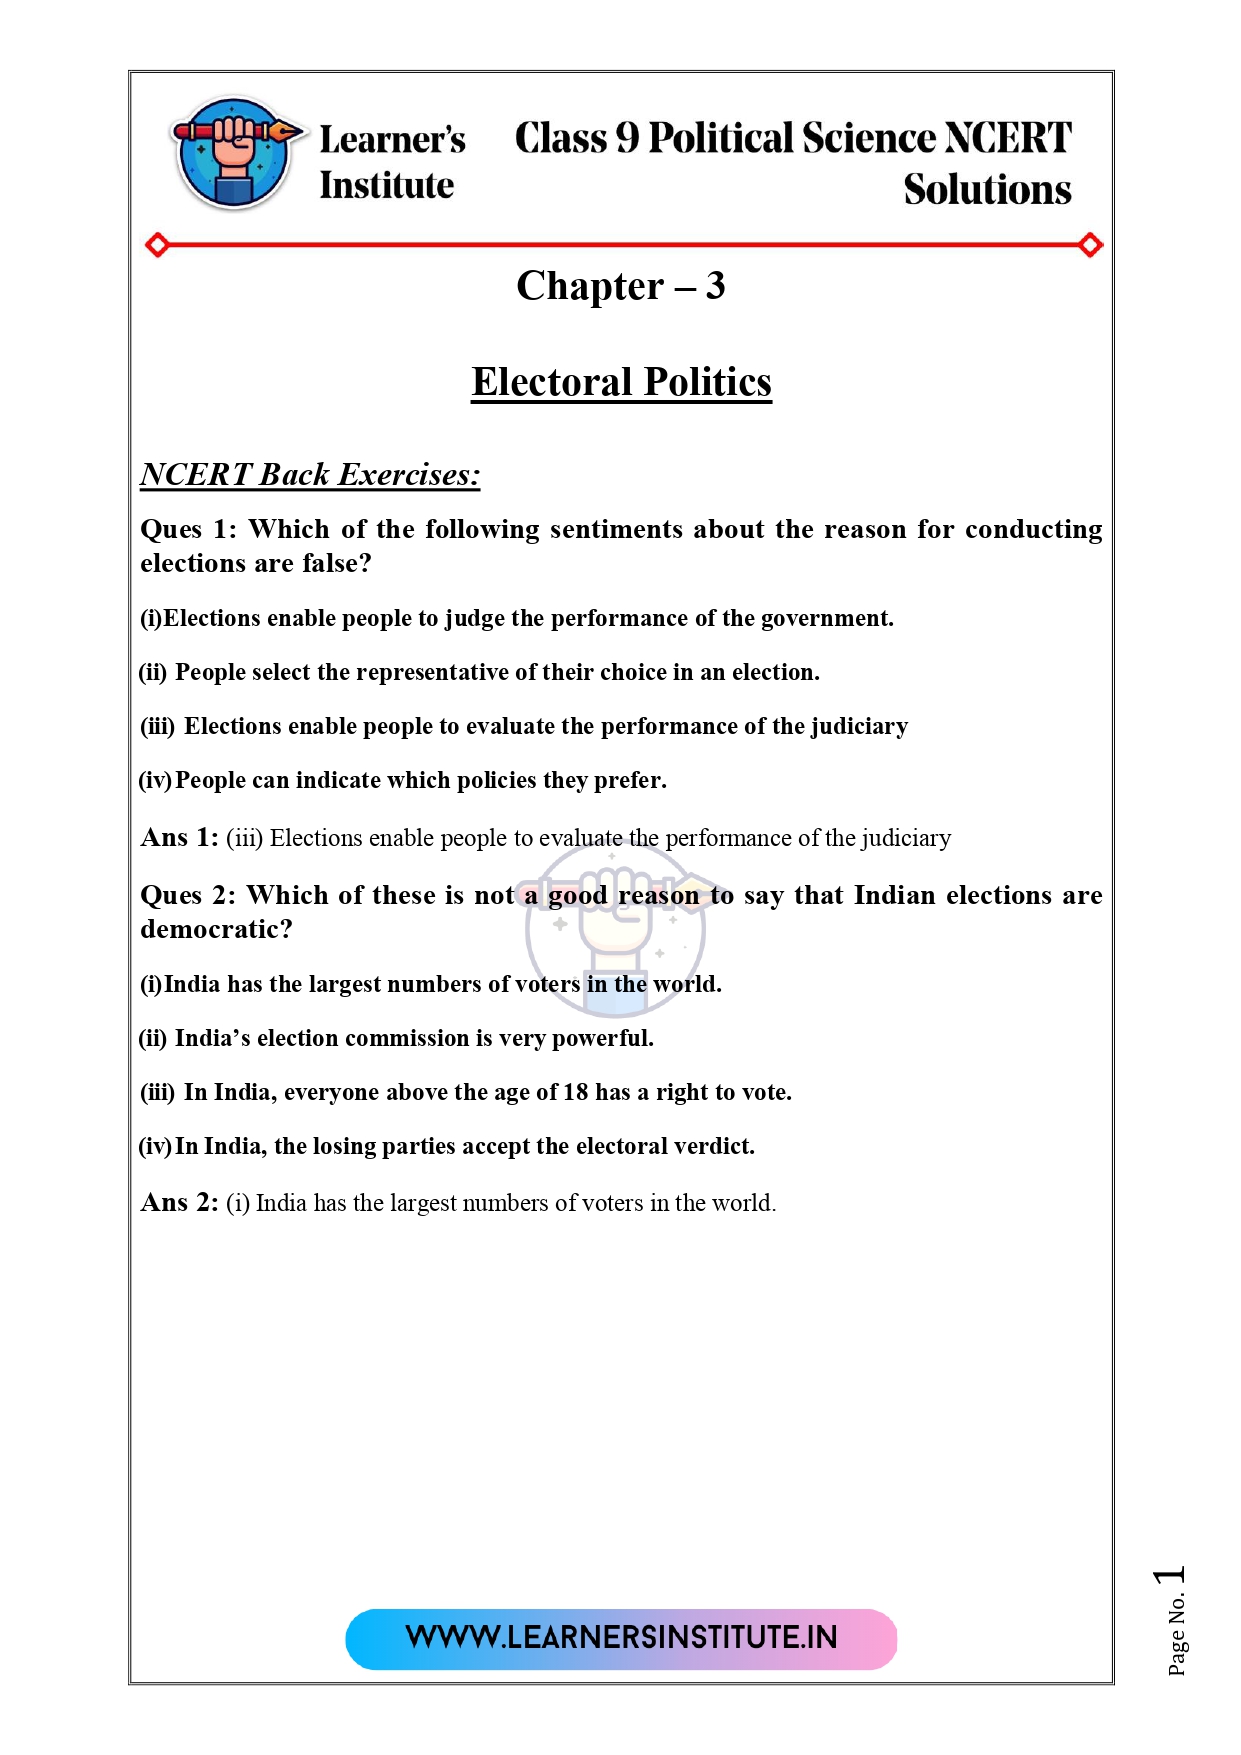 Learner's
Institute
Class 9 Political Science NCERT
Solutions
Chapter – 3
Electoral Politics
NCERT Back Exercises:
Ques 1: Which of the following sentiments about the reason for conducting
elections are false?
(i)Elections enable people to judge the performance of the government.
(ii) People select the representative of their choice in an election.
(iii) Elections enable people to evaluate the performance of the judiciary
(iv) People can indicate which policies they prefer.
Ans 1: (iii) Elections enable people to evaluate the performance of the judiciary
Ques 2: Which of these is not a good reason to say that Indian elections are
democratic?
(i)India has the largest numbers of voters in the world.
(ii) India’s election commission is very powerful.
(iii) In India, everyone above the age of 18 has a right to vote.
(iv) In India, the losing parties accept the electoral verdict.
Ans 2: (i) India has the largest numbers of voters in the world.
WWW.LEARNERSINSTITUTE.IN
Page No. 1